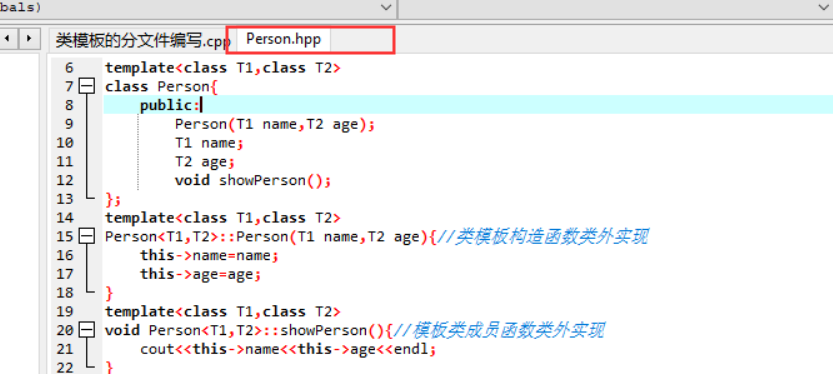 bals)
类模板的分文件编写.cpp Person.hpp
6 template<class T1,class T2>
7 class Person{
8 public:
9 Person(T1 name,T2 age);
10 T1 name;
11 T2 age;
12 void showPerson();
13 };
14 template<class T1,class T2>
15 Person<T1,T2>::Person(T1 name,T2 age){//类模板构造函数类外实现
16 this->name=name;
17 this->age=age;
18 }
19 template<class T1,class T2>
20 void Person<T1,T2>::showPerson(){//模板类成员函数类外实现
21 cout<<this->name<<this->age<<endl;
22 }